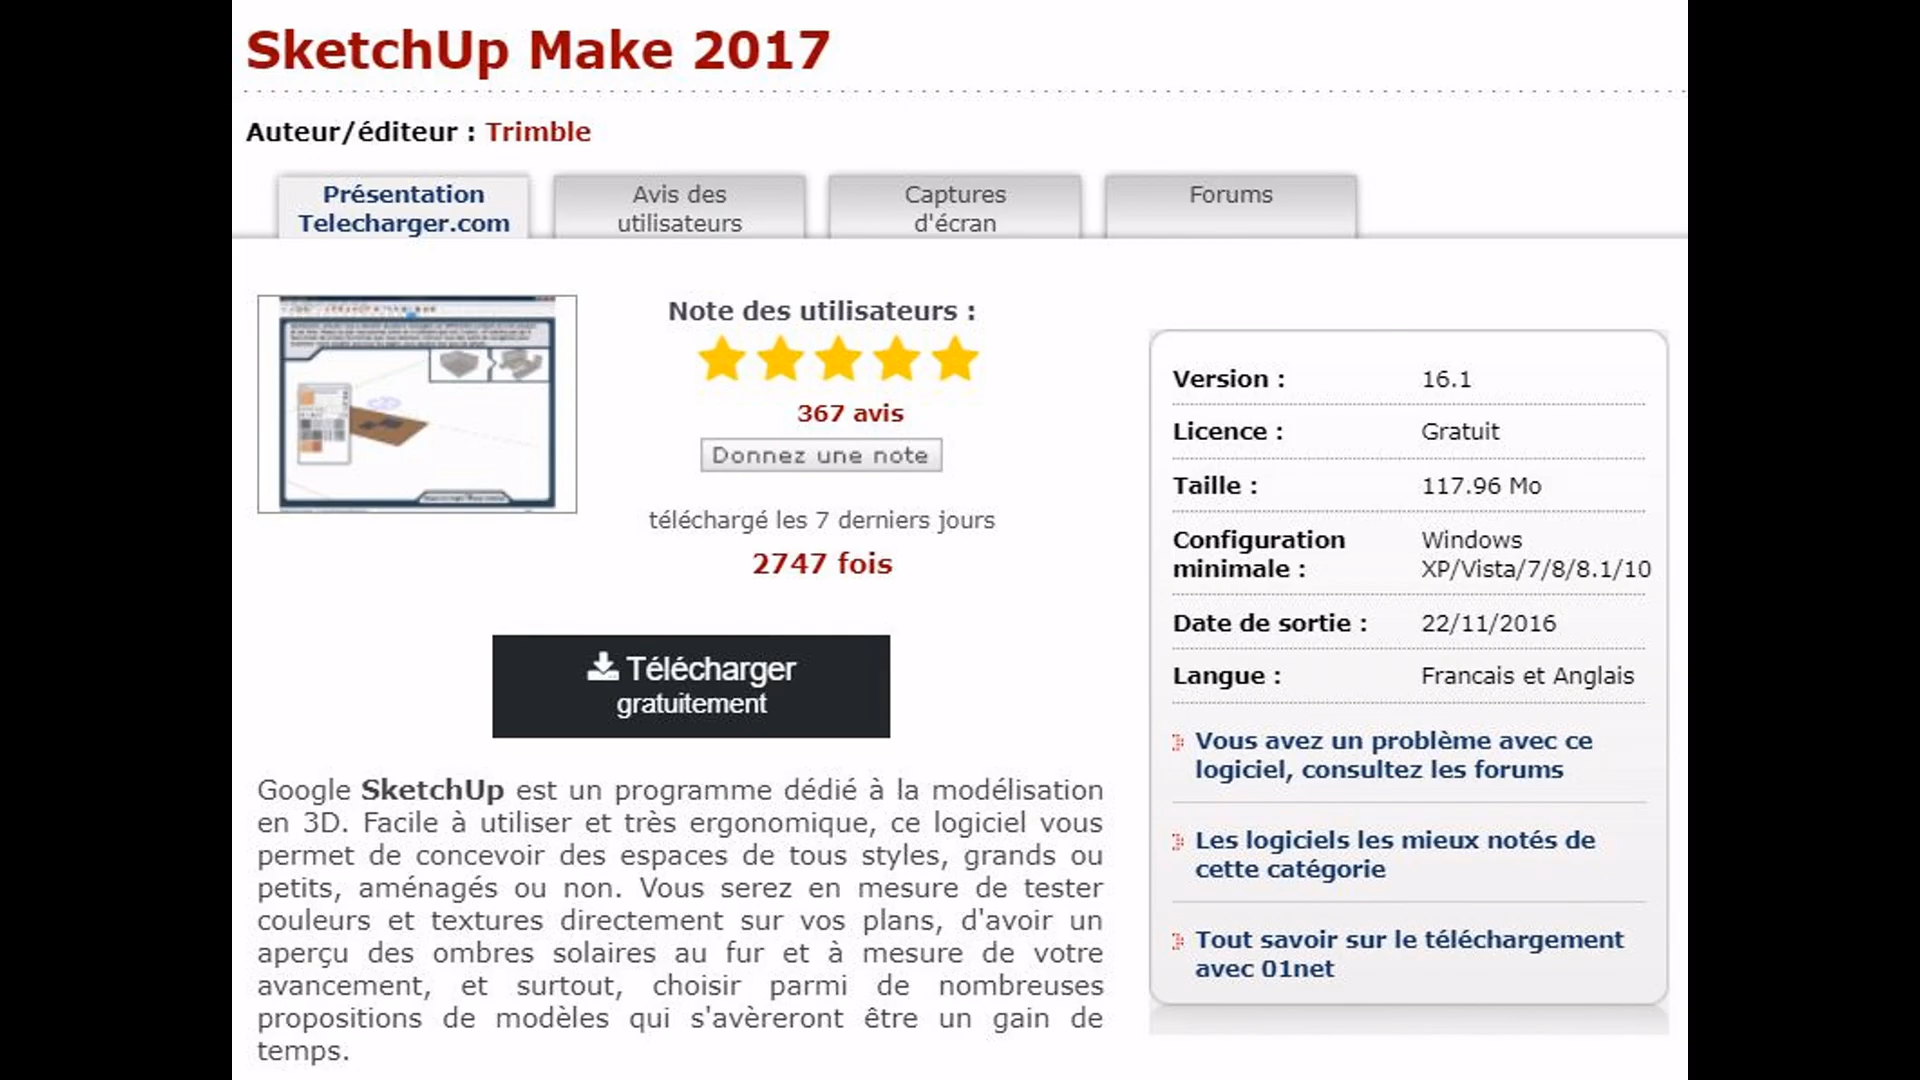 SketchUp Make 2017
Auteur/éditeur : Trimble
Présentation
Telecharger.com
Avis des
utilisateurs
Captures
d'écran
Forums
Note des utilisateurs :
367 avis
Donnez une note
téléchargé les 7 derniers jours
2747 fois
Télécharger
gratuitement
Google SketchUp est un programme dédié à la modélisation
en 3D. Facile à utiliser et très ergonomique, ce logiciel vous
permet de concevoir des espaces de tous styles, grands ou
petits, aménagés ou non. Vous serez en mesure de tester
couleurs et textures directement sur vos plans, d'avoir un
aperçu des ombres solaires au fur et à mesure de votre
avancement, et surtout, choisir parmi de nombreuses
propositions de modèles qui s'avèreront être un gain de
temps.
Version : 16.1
Licence : Gratuit
Taille : 117.96 Mo
Configuration Windows
minimale : XP/Vista/7/8/8.1/10
Date de sortie : 22/11/2016
Langue : Francais et Anglais
Vous avez un problème avec ce
logiciel, consultez les forums
Les logiciels les mieux notés de
cette catégorie
Tout savoir sur le téléchargement
avec 01net